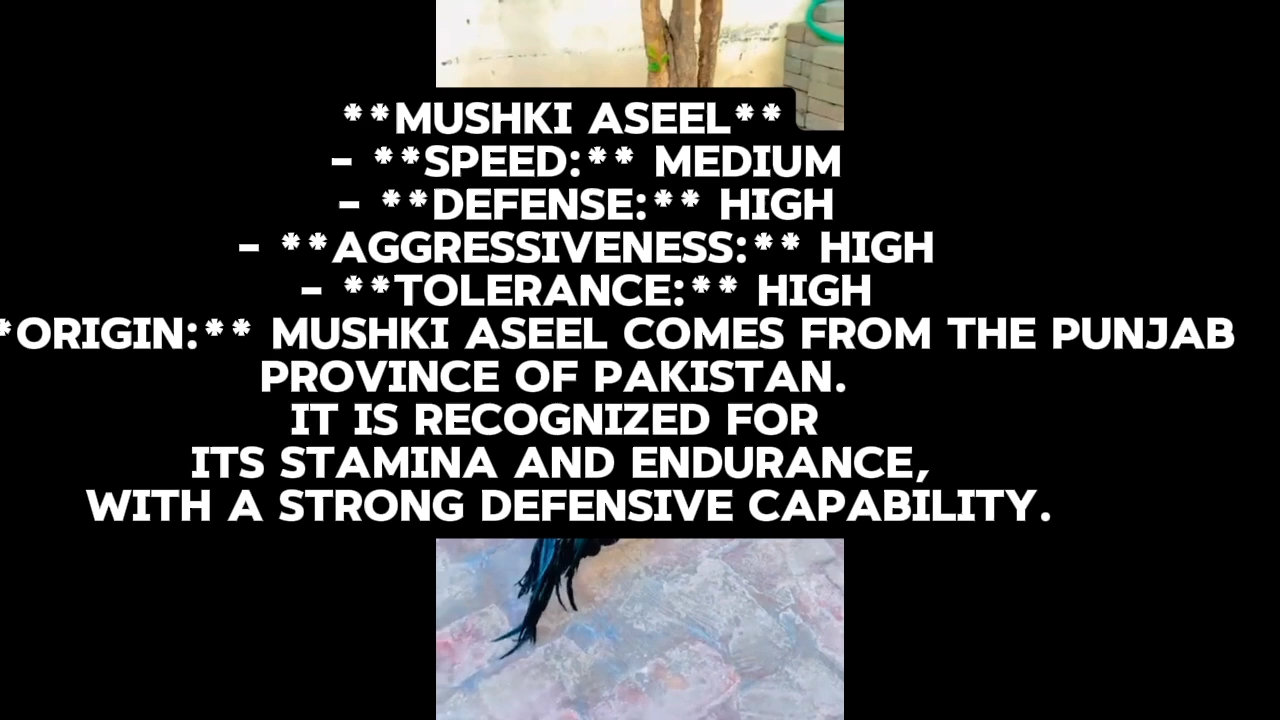 **MUSHKI ASEEL**
- **SPEED:** MEDIUM
- **DEFENSE:** HIGH
- **AGGRESSIVENESS:** HIGH
- **TOLERANCE:** HIGH
*ORIGIN:** MUSHKI ASEEL COMES FROM THE PUNJAB
PROVINCE OF PAKISTAN.
IT IS RECOGNIZED FOR
ITS STAMINA AND ENDURANCE,
WITH A STRONG DEFENSIVE CAPABILITY.